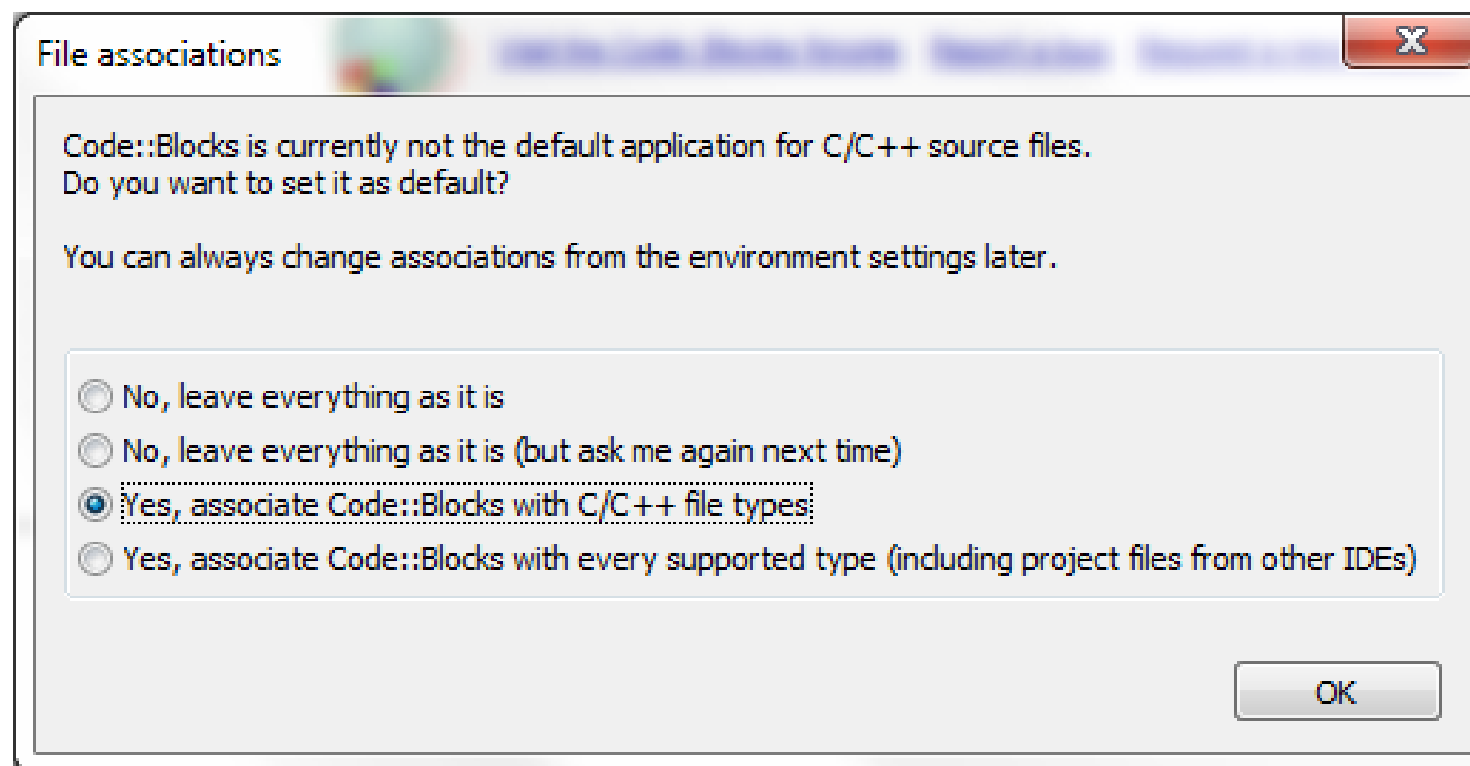 File associations
Code::Blocks is currently not the default application for C/C++ source files.
Do you want to set it as default?
You can always change associations from the environment settings later.
No, leave everything as it is
No, leave everything as it is (but ask me again next time)
Yes, associate Code::Blocks with C/C++ file types
Yes, associate Code::Blocks with every supported type (including project files from other IDEs)
OK